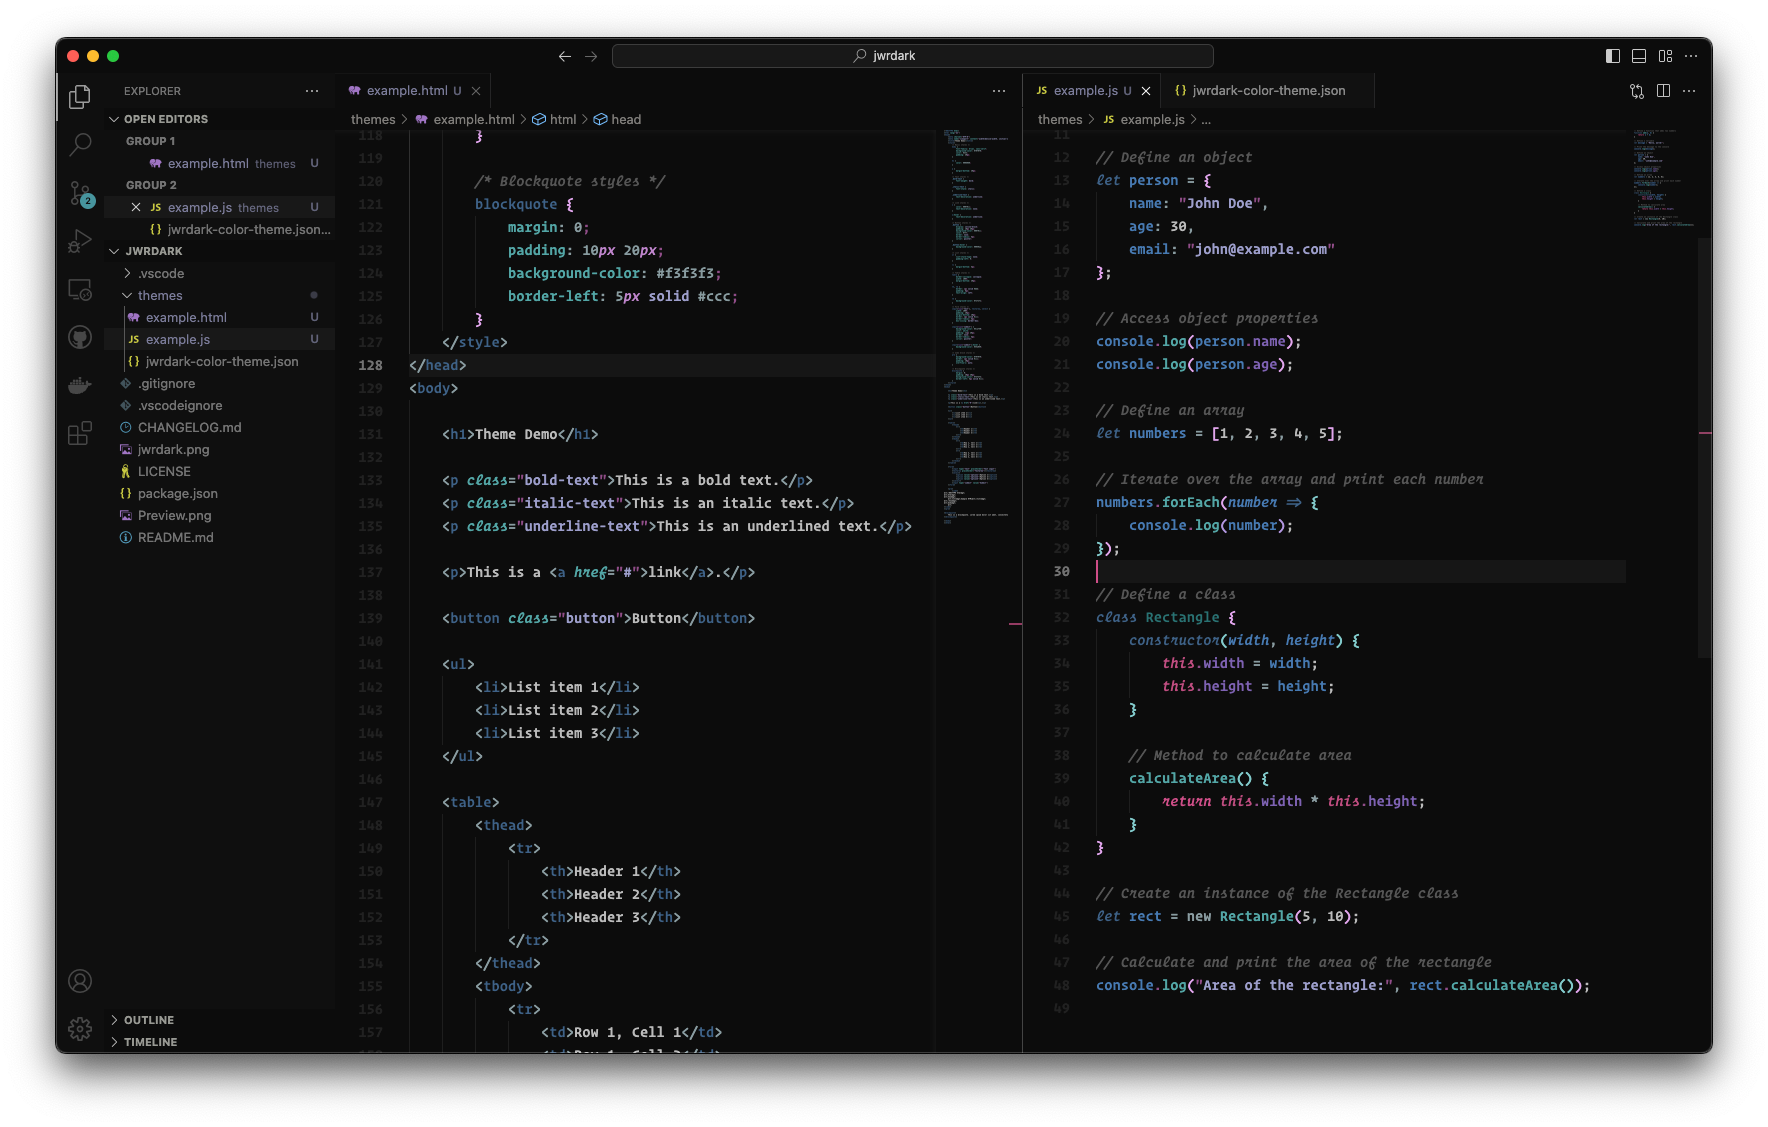 jwrdark
EXPLORER
OPEN EDITORS
GROUP 1
example.html themes U
GROUP 2
JS example.js themes U
{} jwrdark-color-theme.json...
JWRDARK
.vscode
themes
example.html U
JS example.js U
{} jwrdark-color-theme.json
.gitignore
.vscodeignore
CHANGELOG.md
jwrdark.png
LICENSE
{} package.json
Preview.png
README.md
OUTLINE
TIMELINE
2
example.html U
themes > example.html > html > head
118 }
119
120 /* Blockquote styles */
121 blockquote {
122 margin: 0;
123 padding: 10px 20px;
124 background-color: #f3f3f3;
125 border-left: 5px solid #ccc;
126 }
127 </style>
128 </head>
129 <body>
130
131 <h1>Theme Demo</h1>
132
133 <p class="bold-text">This is a bold text.</p>
134 <p class="italic-text">This is an italic text.</p>
135 <p class="underline-text">This is an underlined text.</p>
136
137 <p>This is a <a href="#">link</a>.</p>
138
139 <button class="button">Button</button>
140
141 <ul>
142 <li>List item 1</li>
143 <li>List item 2</li>
144 <li>List item 3</li>
145 </ul>
146
147 <table>
148 <thead>
149 <tr>
150 <th>Header 1</th>
151 <th>Header 2</th>
152 <th>Header 3</th>
153 </tr>
154 </thead>
155 <tbody>
156 <tr>
157 <td>Row 1, Cell 1</td>
JS example.js U
{} jwrdark-color-theme.json
themes > JS example.js > ...
11
12 // Define an object
13 let person = {
14 name: "John Doe",
15 age: 30,
16 email: "john@example.com"
17 };
18
19 // Access object properties
20 console.log(person.name);
21 console.log(person.age);
22
23 // Define an array
24 let numbers = [1, 2, 3, 4, 5];
25
26 // Iterate over the array and print each number
27 numbers.forEach(number => {
28 console.log(number);
29 });
30
31 // Define a class
32 class Rectangle {
33 constructor(width, height) {
34 this.width = width;
35 this.height = height;
36 }
37
38 // Method to calculate area
39 calculateArea() {
40 return this.width * this.height;
41 }
42 }
43
44 // Create an instance of the Rectangle class
45 let rect = new Rectangle(5, 10);
46
47 // Calculate and print the area of the rectangle
48 console.log("Area of the rectangle:", rect.calculateArea());
49